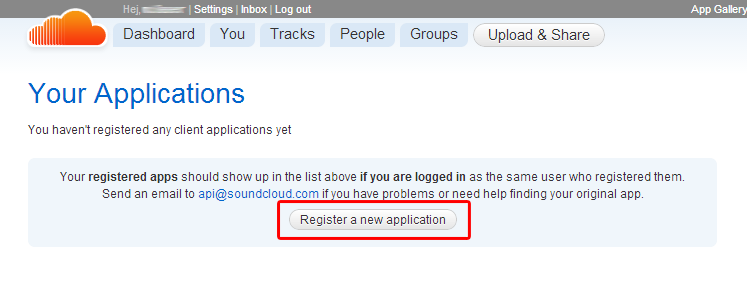 Hej, | Settings | Inbox | Log out App Gallery
Dashboard You Tracks People Groups Upload & Share
Your Applications
You haven't registered any client applications yet
Your registered apps should show up in the list above if you are logged in as the same user who registered them.
Send an email to api@soundcloud.com if you have problems or need help finding your original app.
Register a new application